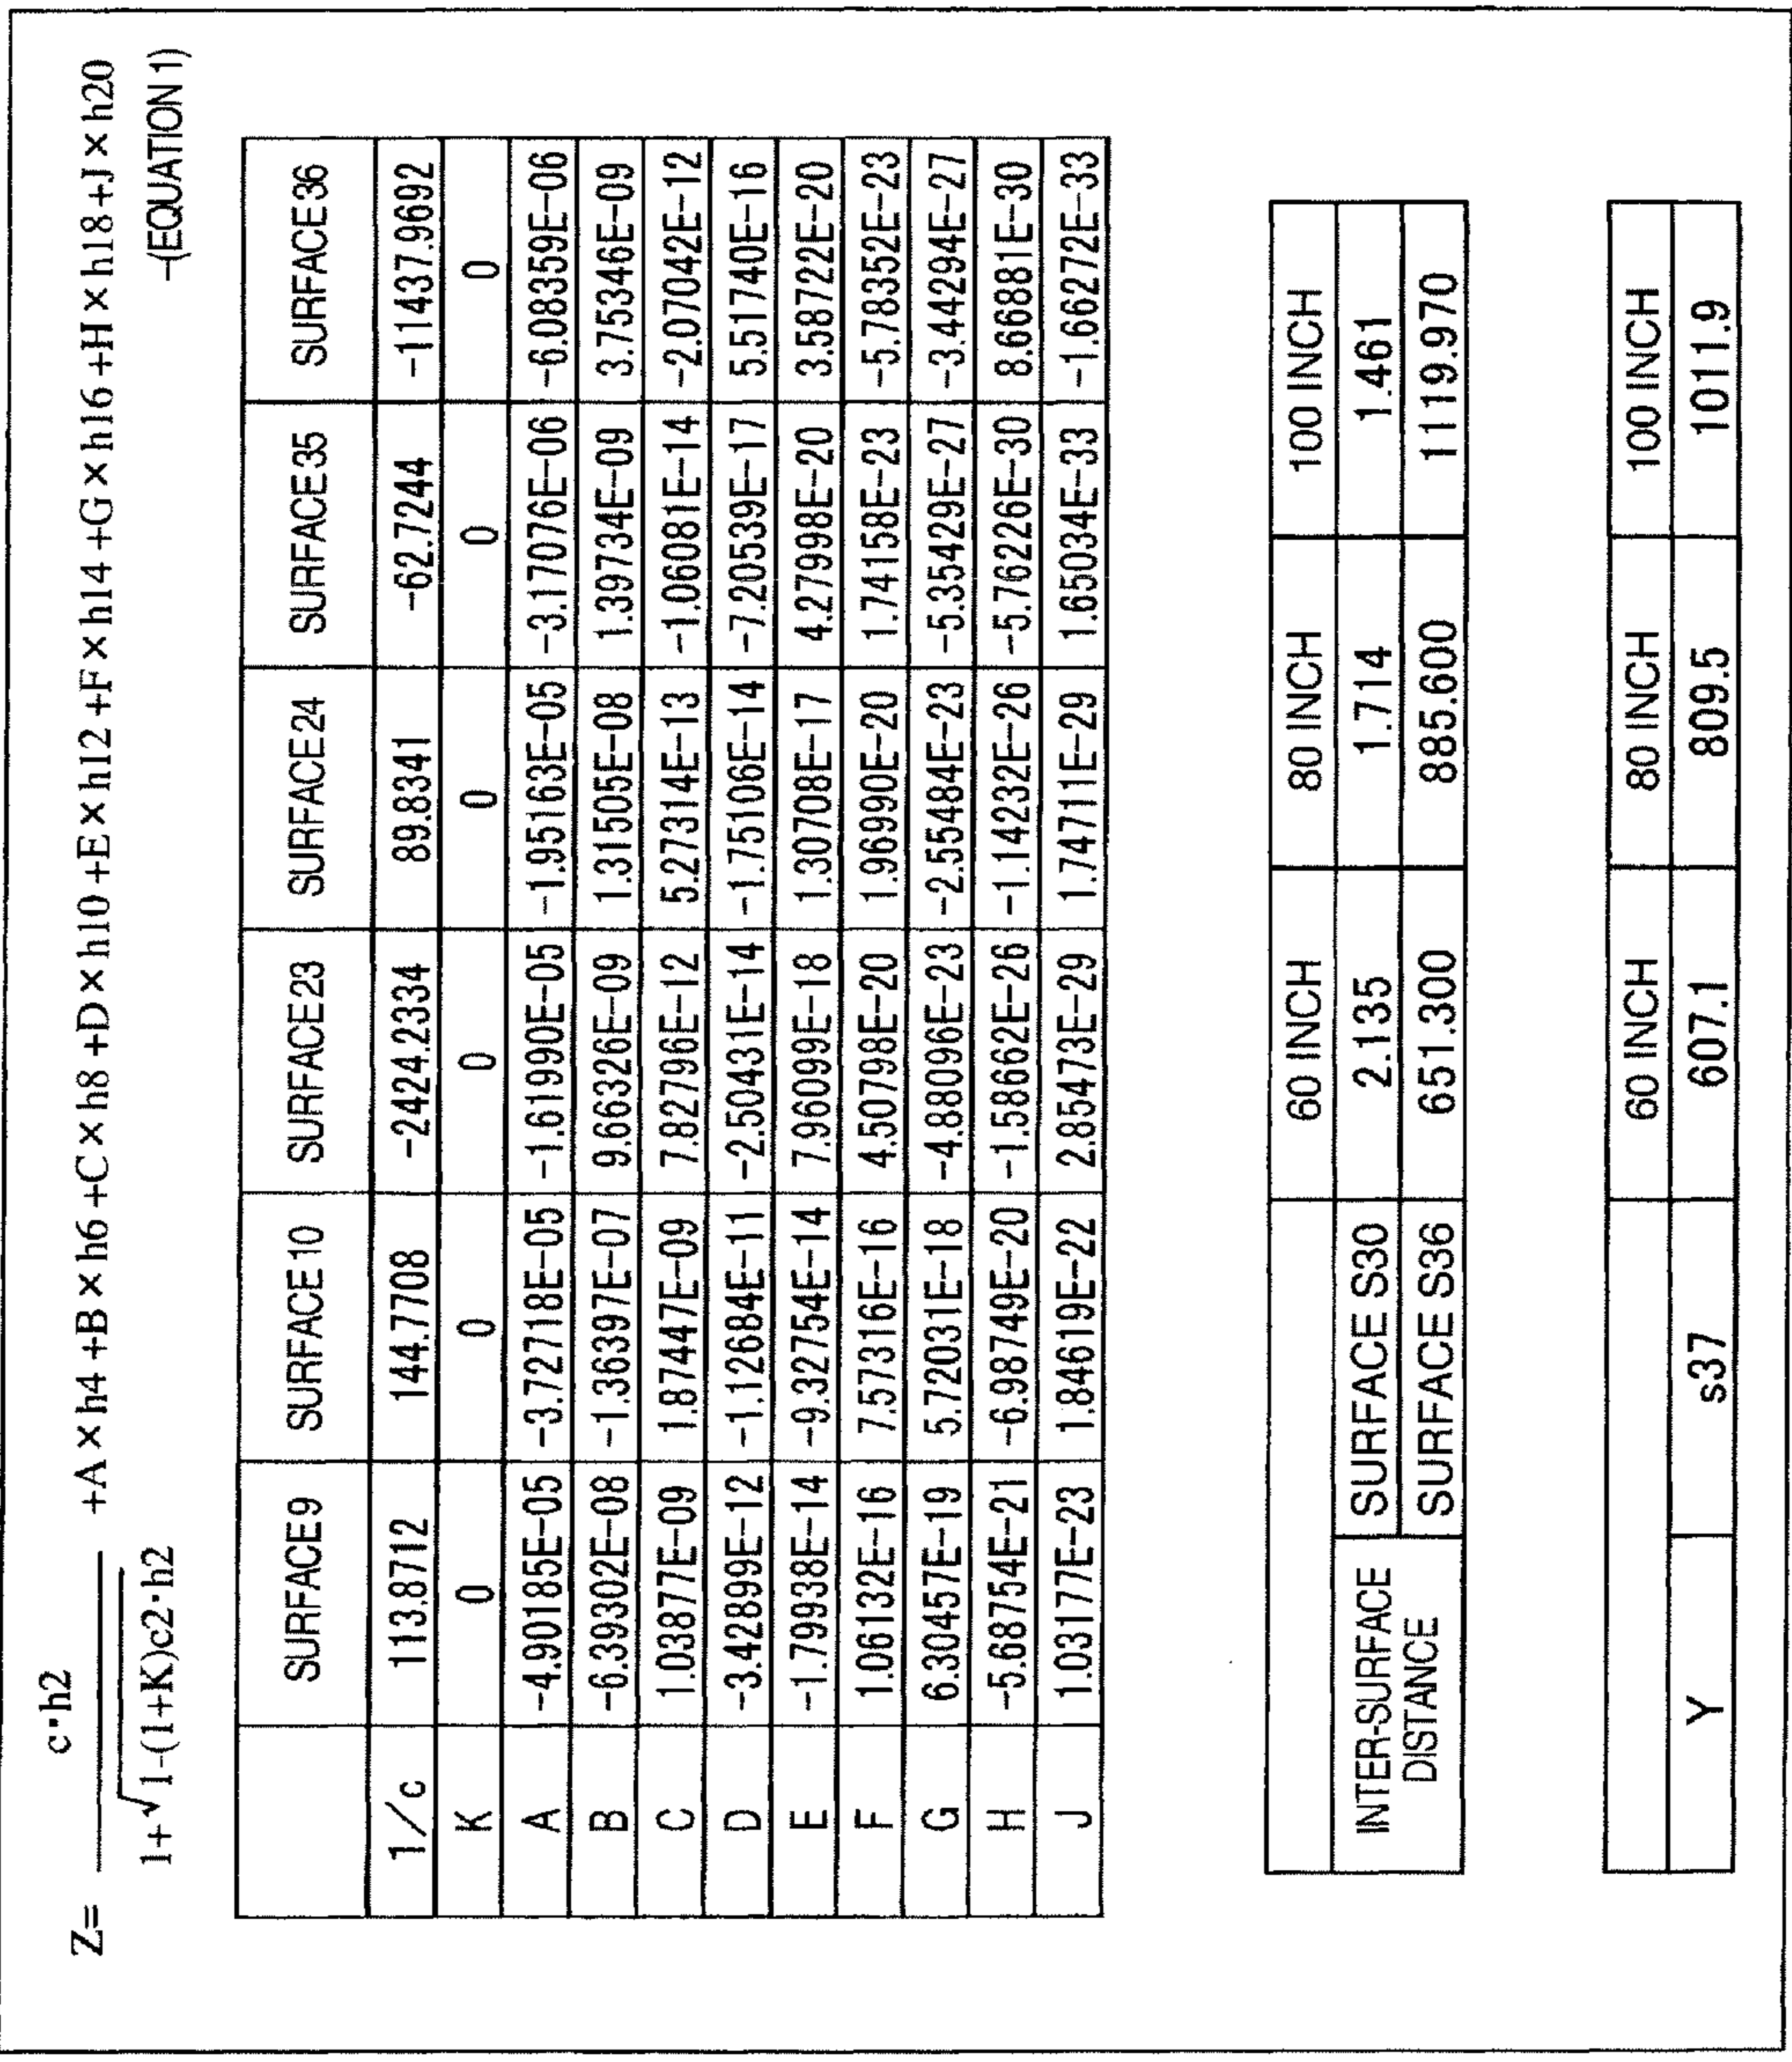 c·h2
Z= +A×h4 +B×h6 +C×h8 +D×h10 +E×h12 +F×h14 +G×h16 +H×h18 +J×h20
1+√1-(1+K)c2·h2
-(EQUATION 1)
SURFACE9 SURFACE10 SURFACE23 SURFACE24 SURFACE35 SURFACE36
1/c 113.8712 144.7708 -2424.2334 89.8341 -62.7244 -11437.9692
K 0 0 0 0 0 0
A -4.90185E-05 -3.72718E-05 -1.61990E-05 -1.95163E-05 -3.17076E-06 -6.08359E-06
B -6.39302E-08 -1.36397E-07 9.66326E-09 1.31505E-08 1.39734E-09 3.75346E-09
C 1.03877E-09 1.87447E-09 7.82796E-12 5.27314E-13 -1.06081E-14 -2.07042E-12
D -3.42899E-12 -1.12684E-11 -2.50431E-14 -1.75106E-14 -7.20539E-17 5.51740E-16
E -1.79938E-14 -9.32754E-14 7.96099E-18 1.30708E-17 4.27998E-20 3.58722E-20
F 1.06132E-16 7.57316E-16 4.50798E-20 1.96990E-20 1.74158E-23 -5.78352E-23
G 6.30457E-19 5.72031E-18 -4.88096E-23 -2.55484E-23 -5.35429E-27 -3.44294E-27
H -5.68754E-21 -6.98749E-20 -1.58662E-26 -1.14232E-26 -5.76226E-30 8.66881E-30
J 1.03177E-23 1.84619E-22 2.85473E-29 1.74711E-29 1.65034E-33 -1.66272E-33
60 INCH 80 INCH 100 INCH
INTER-SURFACE DISTANCE SURFACE S30 2.135 1.714 1.461
SURFACE S36 651.300 885.600 1119.970
60 INCH 80 INCH 100 INCH
Y s37 607.1 809.5 1011.9